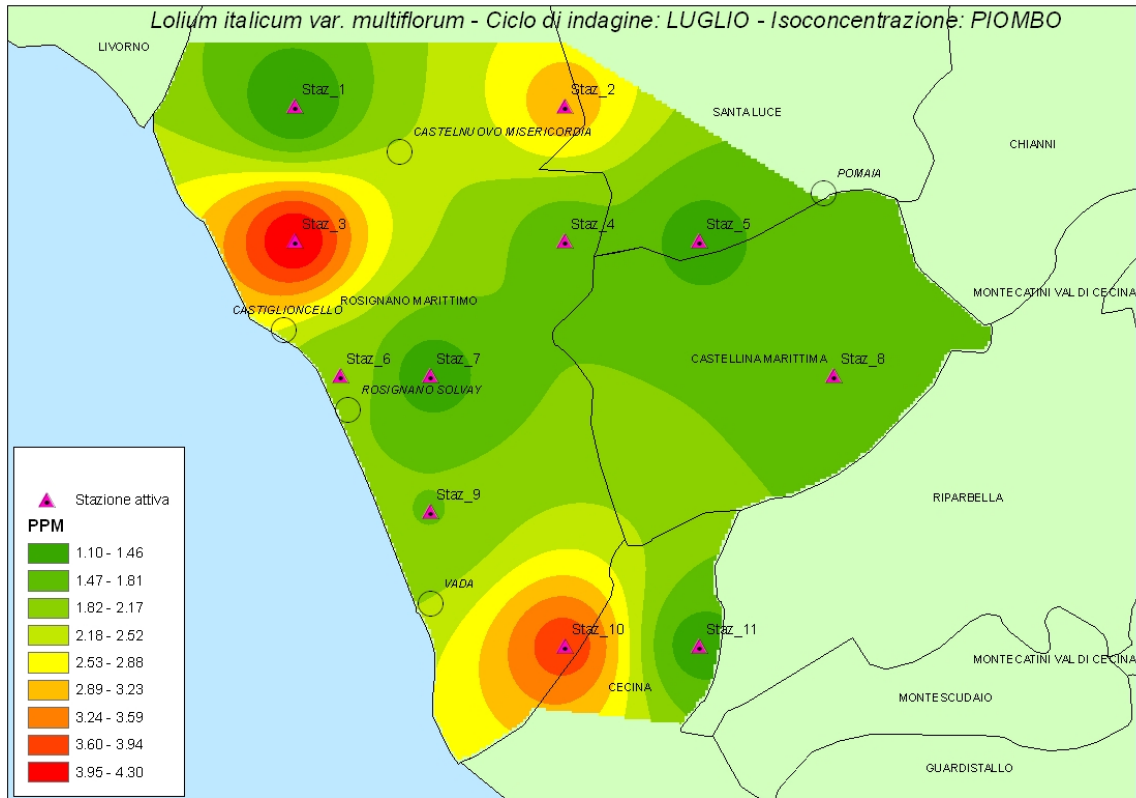 Lolium italicum var. multiflorum - Ciclo di indagine: LUGLIO - Isoconcentrazione: PIOMBO
LIVORNO
Staz_1
Staz_2
SANTA LUCE
CASTELNUOVO MISERICORDIA
CHIANNI
POMAIA
Staz_3
Staz_4
Staz_5
MONTECATINI VAL DI CECINA
ROSIGNANO MARITTIMO
CASTIGLIONCELLO
Staz_6
Staz_7
CASTELLINA MARITTIMA
Staz_8
ROSIGNANO SOLVAY
Staz_9
RIPARBELLA
VADA
Staz_10
Staz_11
MONTECATINI VAL DI CECINA
CECINA
MONTESCUDAIO
GUARDISTALLO
Stazione attiva
PPM
1.10 - 1.46
1.47 - 1.81
1.82 - 2.17
2.18 - 2.52
2.53 - 2.88
2.89 - 3.23
3.24 - 3.59
3.60 - 3.94
3.95 - 4.30